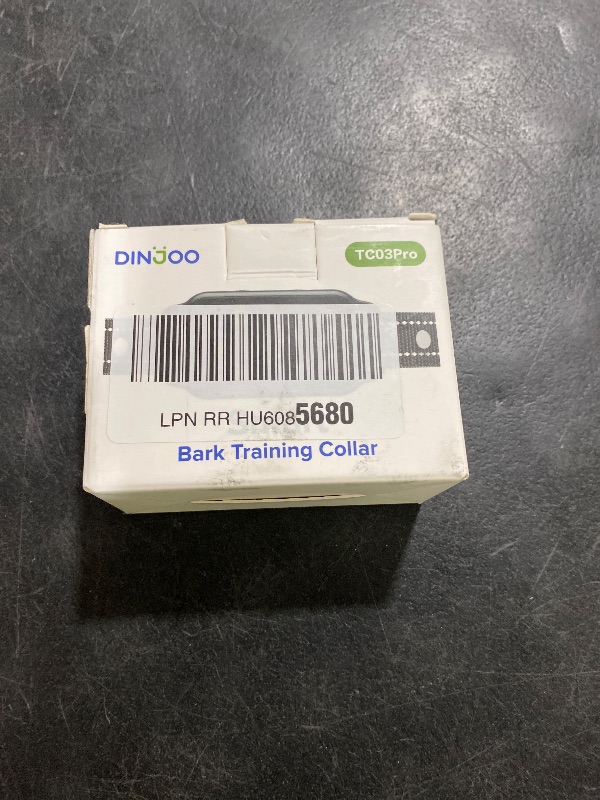 DINJOO
TC03Pro
LPN RR HU6085680
Bark Training Collar